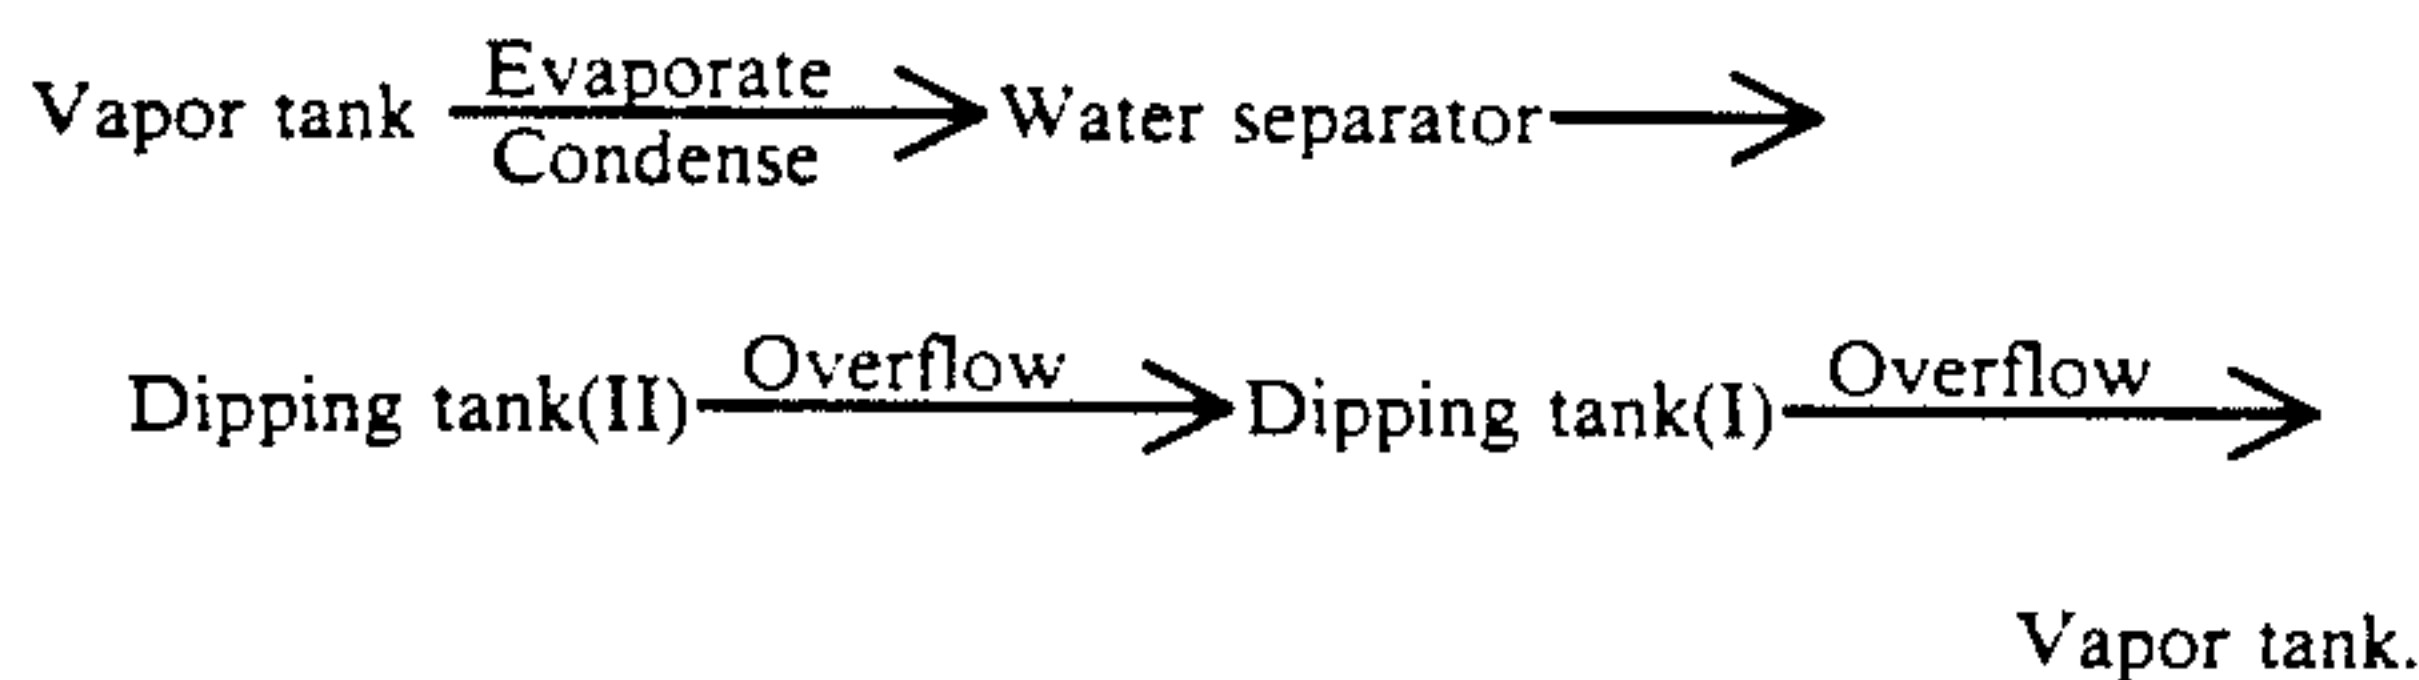 Evaporate
Vapor tank Water separator
Condense
Overflow Overflow
Dipping tank(II) Dipping tank(I)
Vapor tank.